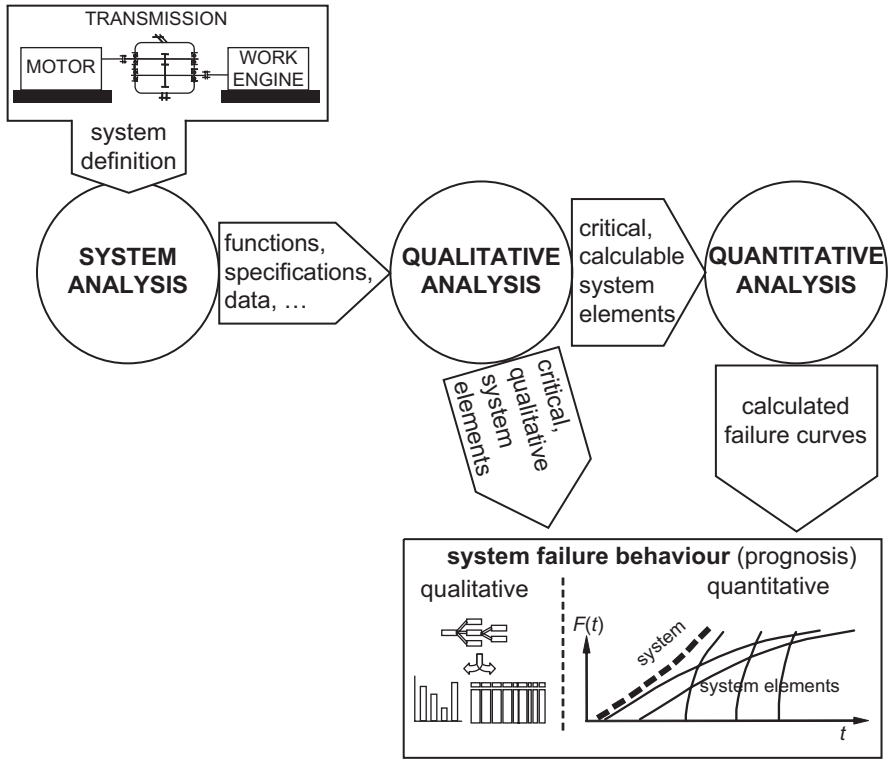 TRANSMISSION
MOTOR
WORK
ENGINE
system
definition
SYSTEM
ANALYSIS
functions,
specifications,
data, …
QUALITATIVE
ANALYSIS
critical,
calculable
system
elements
QUANTITATIVE
ANALYSIS
critical,
qualitative
system
elements
calculated
failure curves
system failure behaviour (prognosis)
qualitative
quantitative
F(t)
system
system elements
t